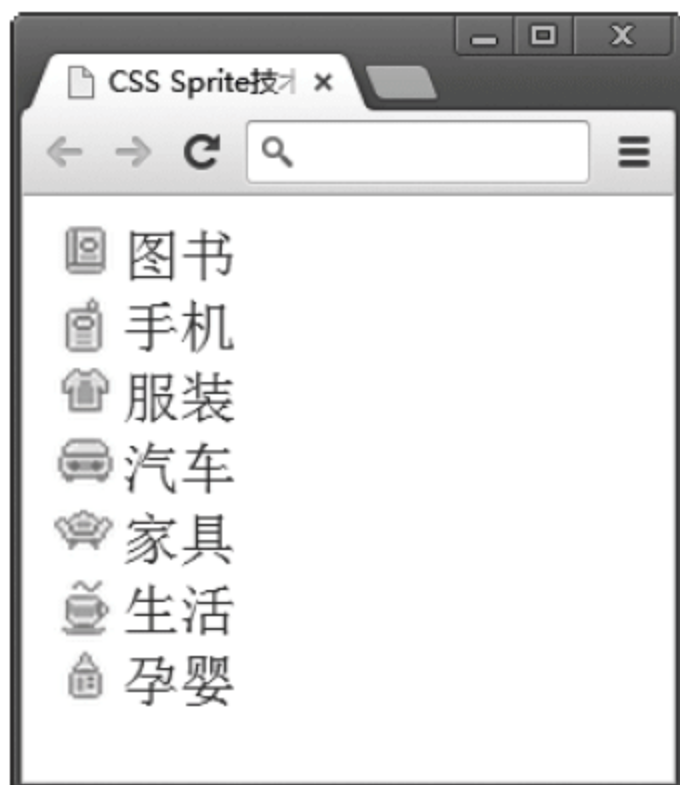 CSS Sprite技
图书
手机
服装
汽车
家具
生活
孕婴